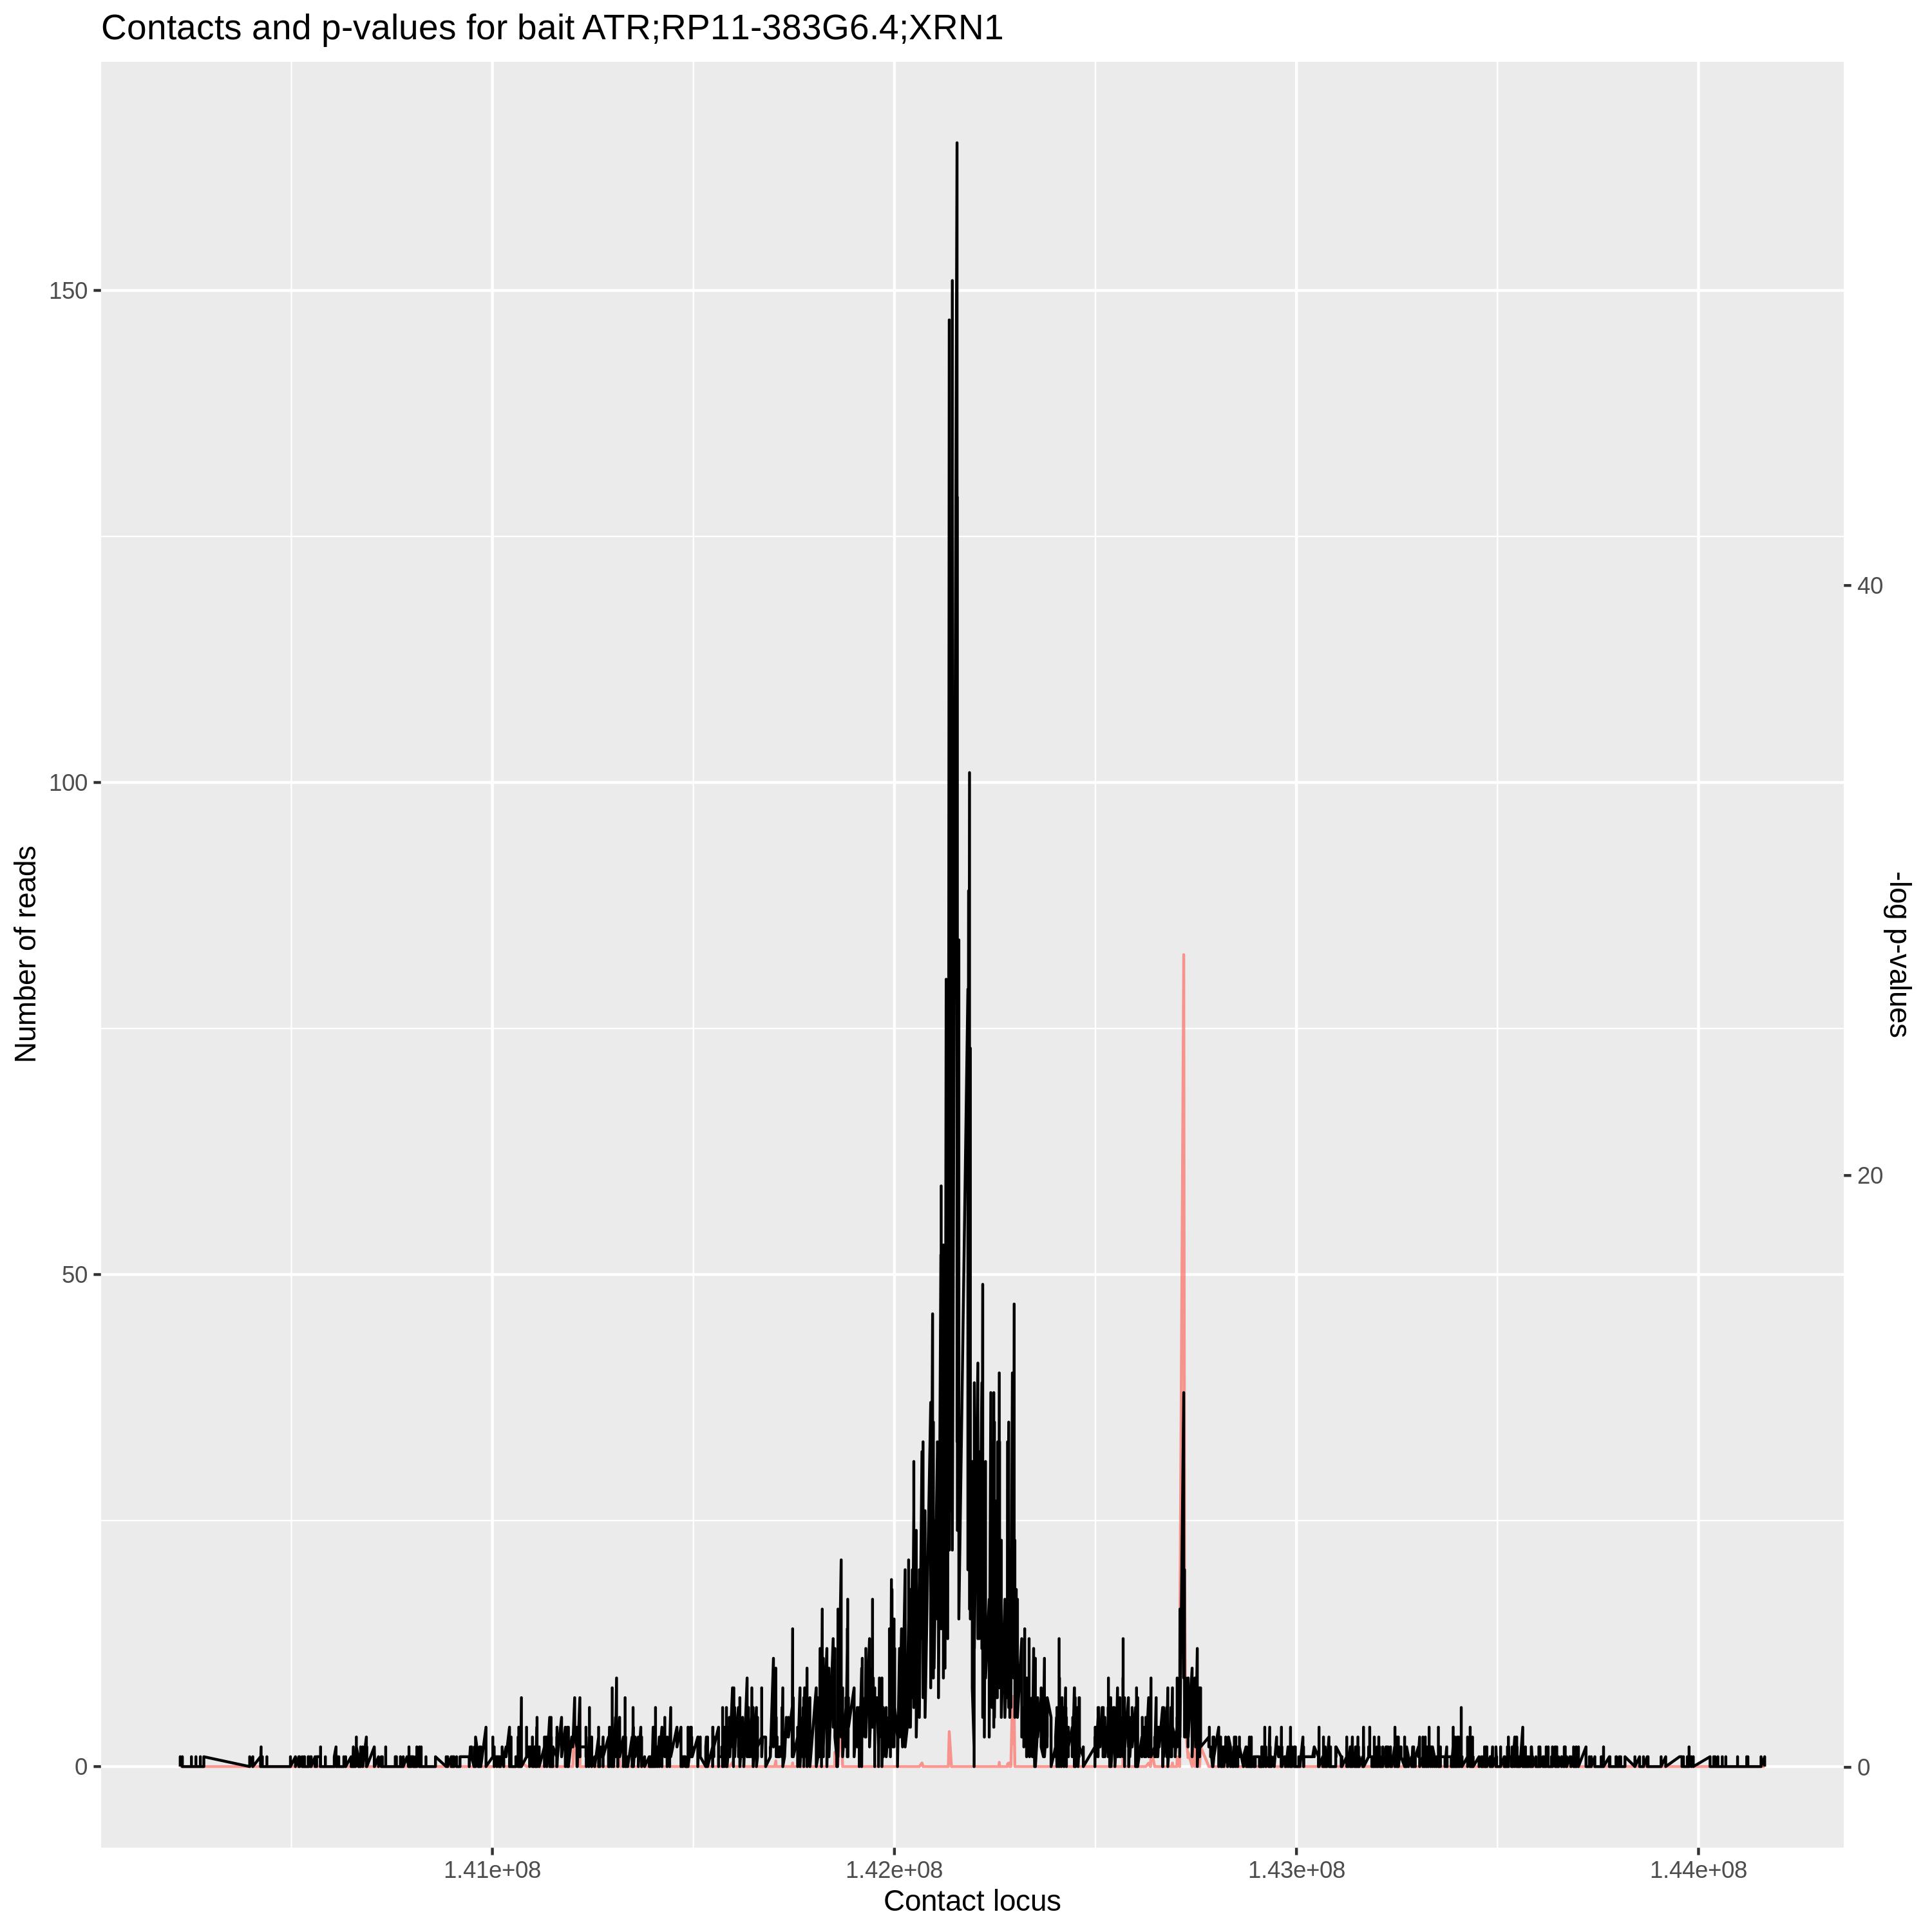 Contacts and p-values for bait ATR;RP11-383G6.4;XRN1
150
100
50
0
Number of reads
40
20
0
-log p-values
1.41e+08 1.42e+08 1.43e+08 1.44e+08
Contact locus